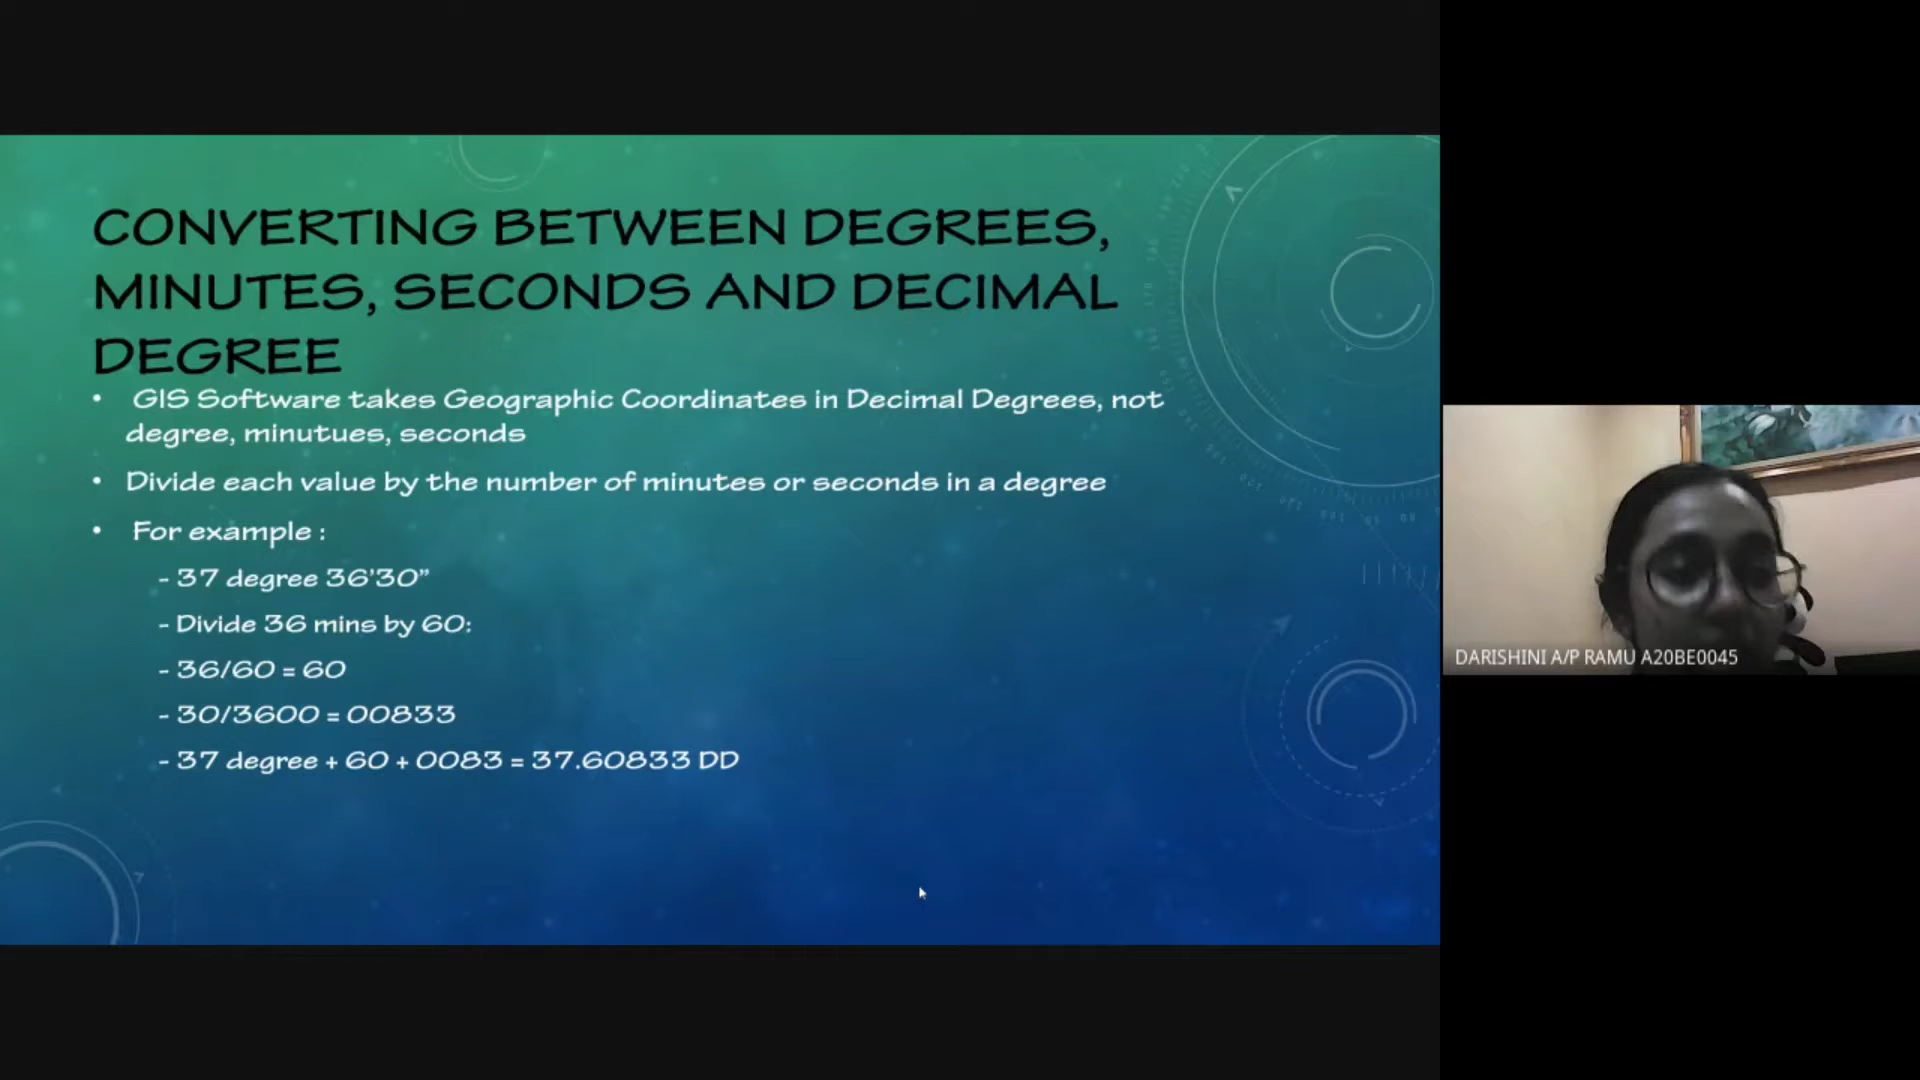 CONVERTING BETWEEN DEGREES,
MINUTES, SECONDS AND DECIMAL
DEGREE
• GIS Software takes Geographic Coordinates in Decimal Degrees, not
degree, minutues, seconds
• Divide each value by the number of minutes or seconds in a degree
• For example :
- 37 degree 36’30”
- Divide 36 mins by 60:
- 36/60 = 60
- 30/3600 = 00833
- 37 degree + 60 + 0083 = 37.60833 DD
DARISHINI A/P RAMU A20BE0045